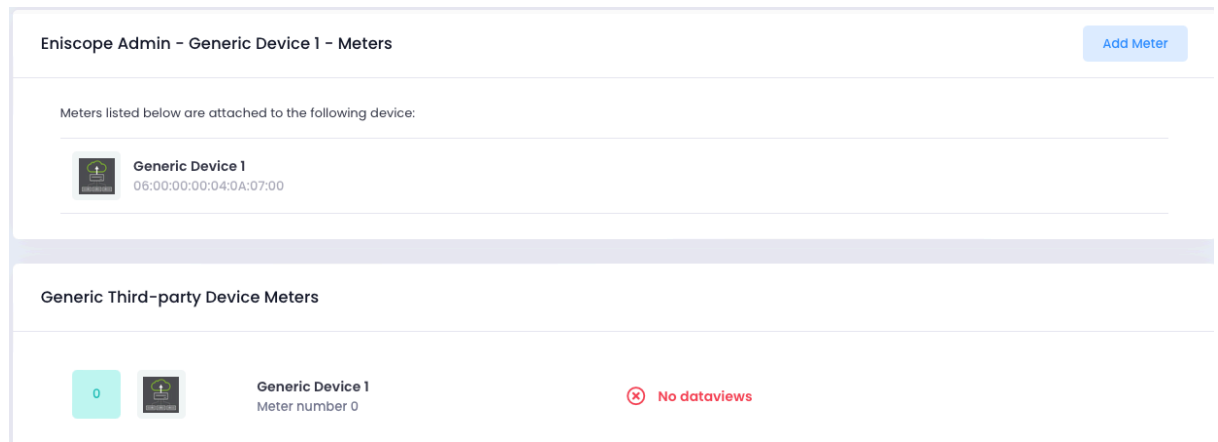 Eniscope Admin - Generic Device 1 - Meters
Add Meter
Meters listed below are attached to the following device:
Generic Device 1
06:00:00:00:04:0A:07:00
Generic Third-party Device Meters
0
Generic Device 1
Meter number 0
No dataviews